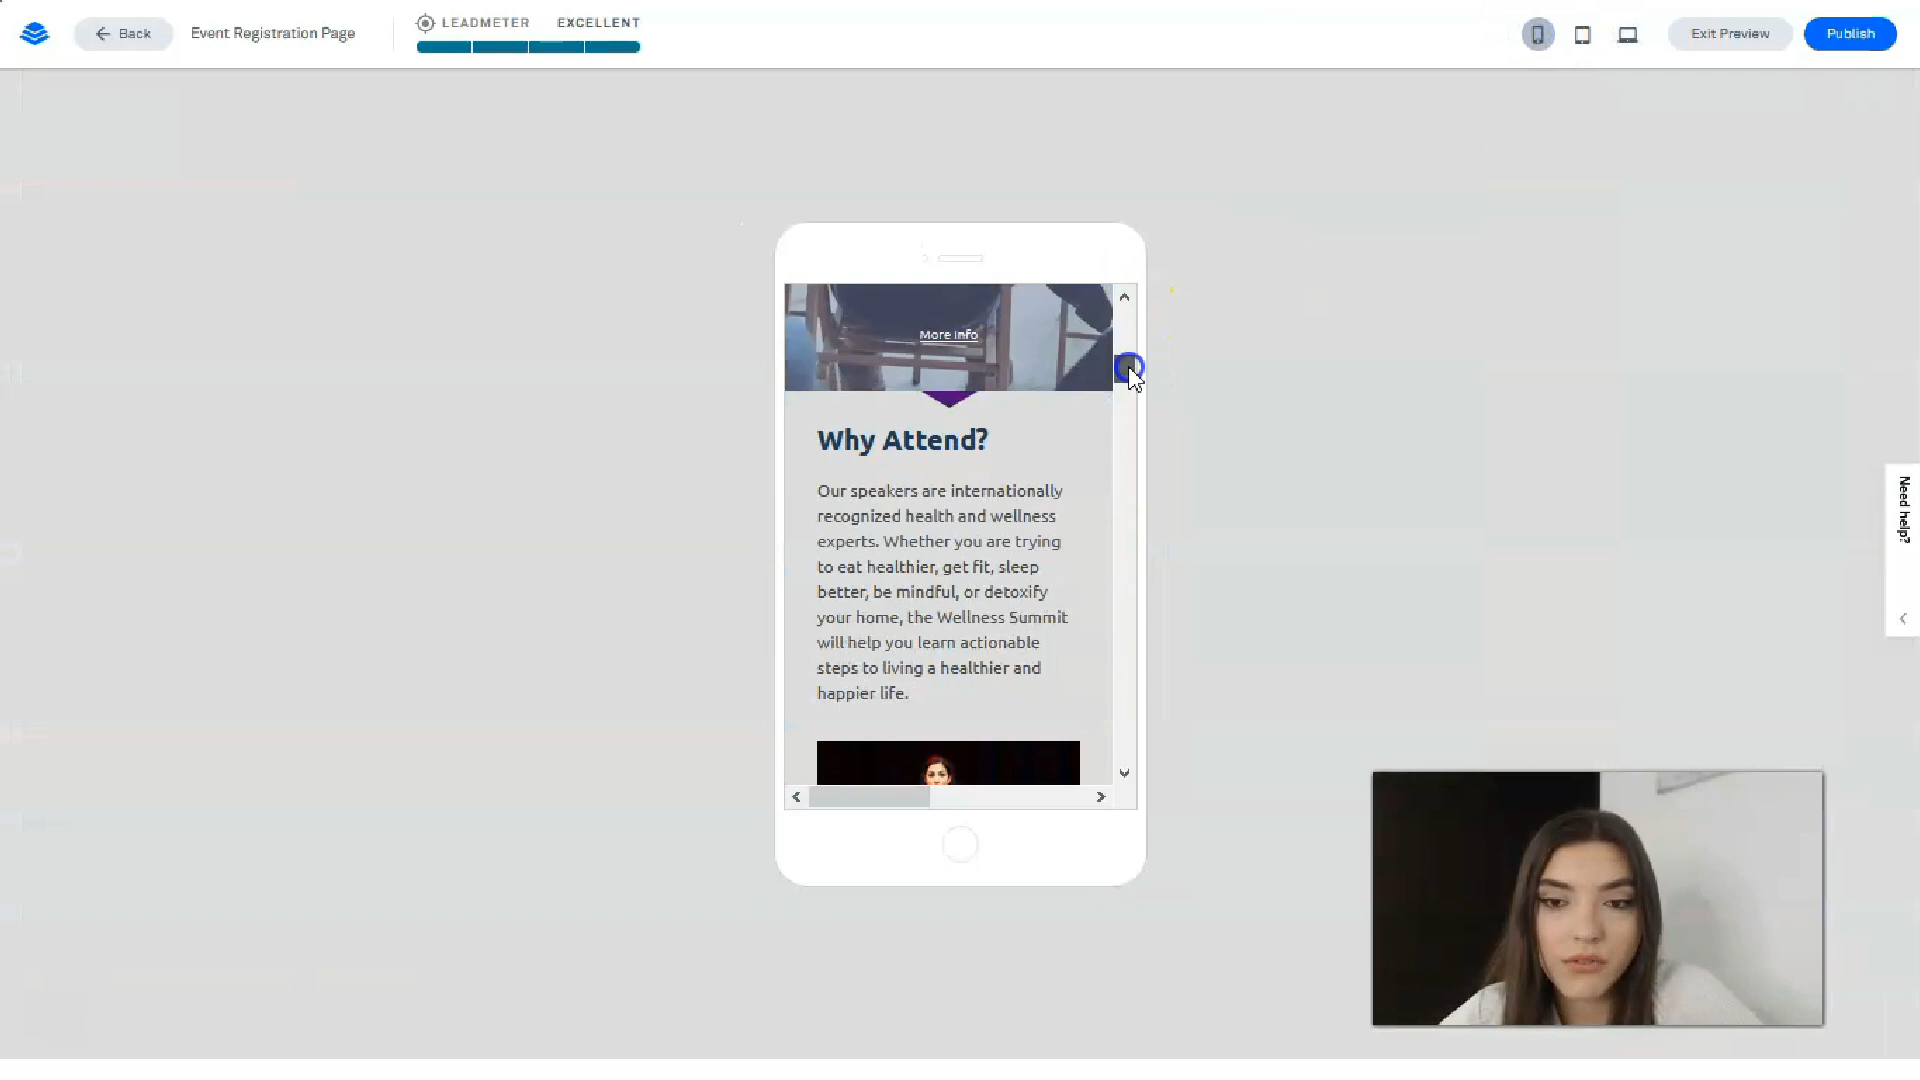 Back
Event Registration Page
LEADMETER EXCELLENT
Exit Preview
Publish
More Info
Why Attend?
Our speakers are internationally
recognized health and wellness
experts. Whether you are trying
to eat healthier, get fit, sleep
better, be mindful, or detoxify
your home, the Wellness Summit
will help you learn actionable
steps to living a healthier and
happier life.
Need help?